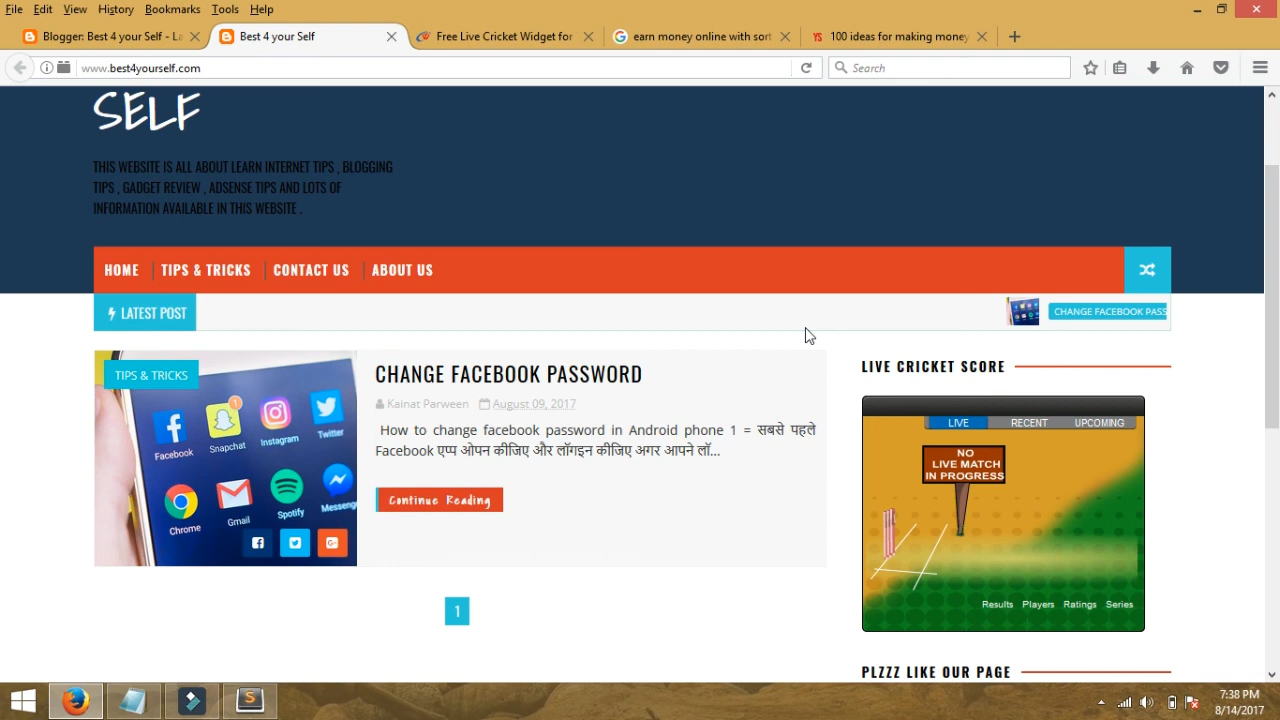 File Edit View History Bookmarks Tools Help
Blogger: Best 4 your Self - La
Best 4 your Self
Free Live Cricket Widget for
earn money online with sort
YS 100 ideas for making money
www.best4yourself.com
Search
SELF
THIS WEBSITE IS ALL ABOUT LEARN INTERNET TIPS , BLOGGING
TIPS , GADGET REVIEW , ADSENSE TIPS AND LOTS OF
INFORMATION AVAILABLE IN THIS WEBSITE .
HOME TIPS & TRICKS CONTACT US ABOUT US
LATEST POST
CHANGE FACEBOOK PASS
TIPS & TRICKS
Facebook Snapchat Instagram Twitter
1
Chrome Gmail Spotify Messeng
CHANGE FACEBOOK PASSWORD
Kainat Parween August 09, 2017
How to change facebook password in Android phone 1 = सबसे पहले
Facebook एप्प ओपन कीजिए और लॉगइन कीजिए अगर आपने लॉ...
Continue Reading
1
LIVE CRICKET SCORE
LIVE RECENT UPCOMING
NO
LIVE MATCH
IN PROGRESS
Results Players Ratings Series
PLZZZ LIKE OUR PAGE
7:38 PM
8/14/2017